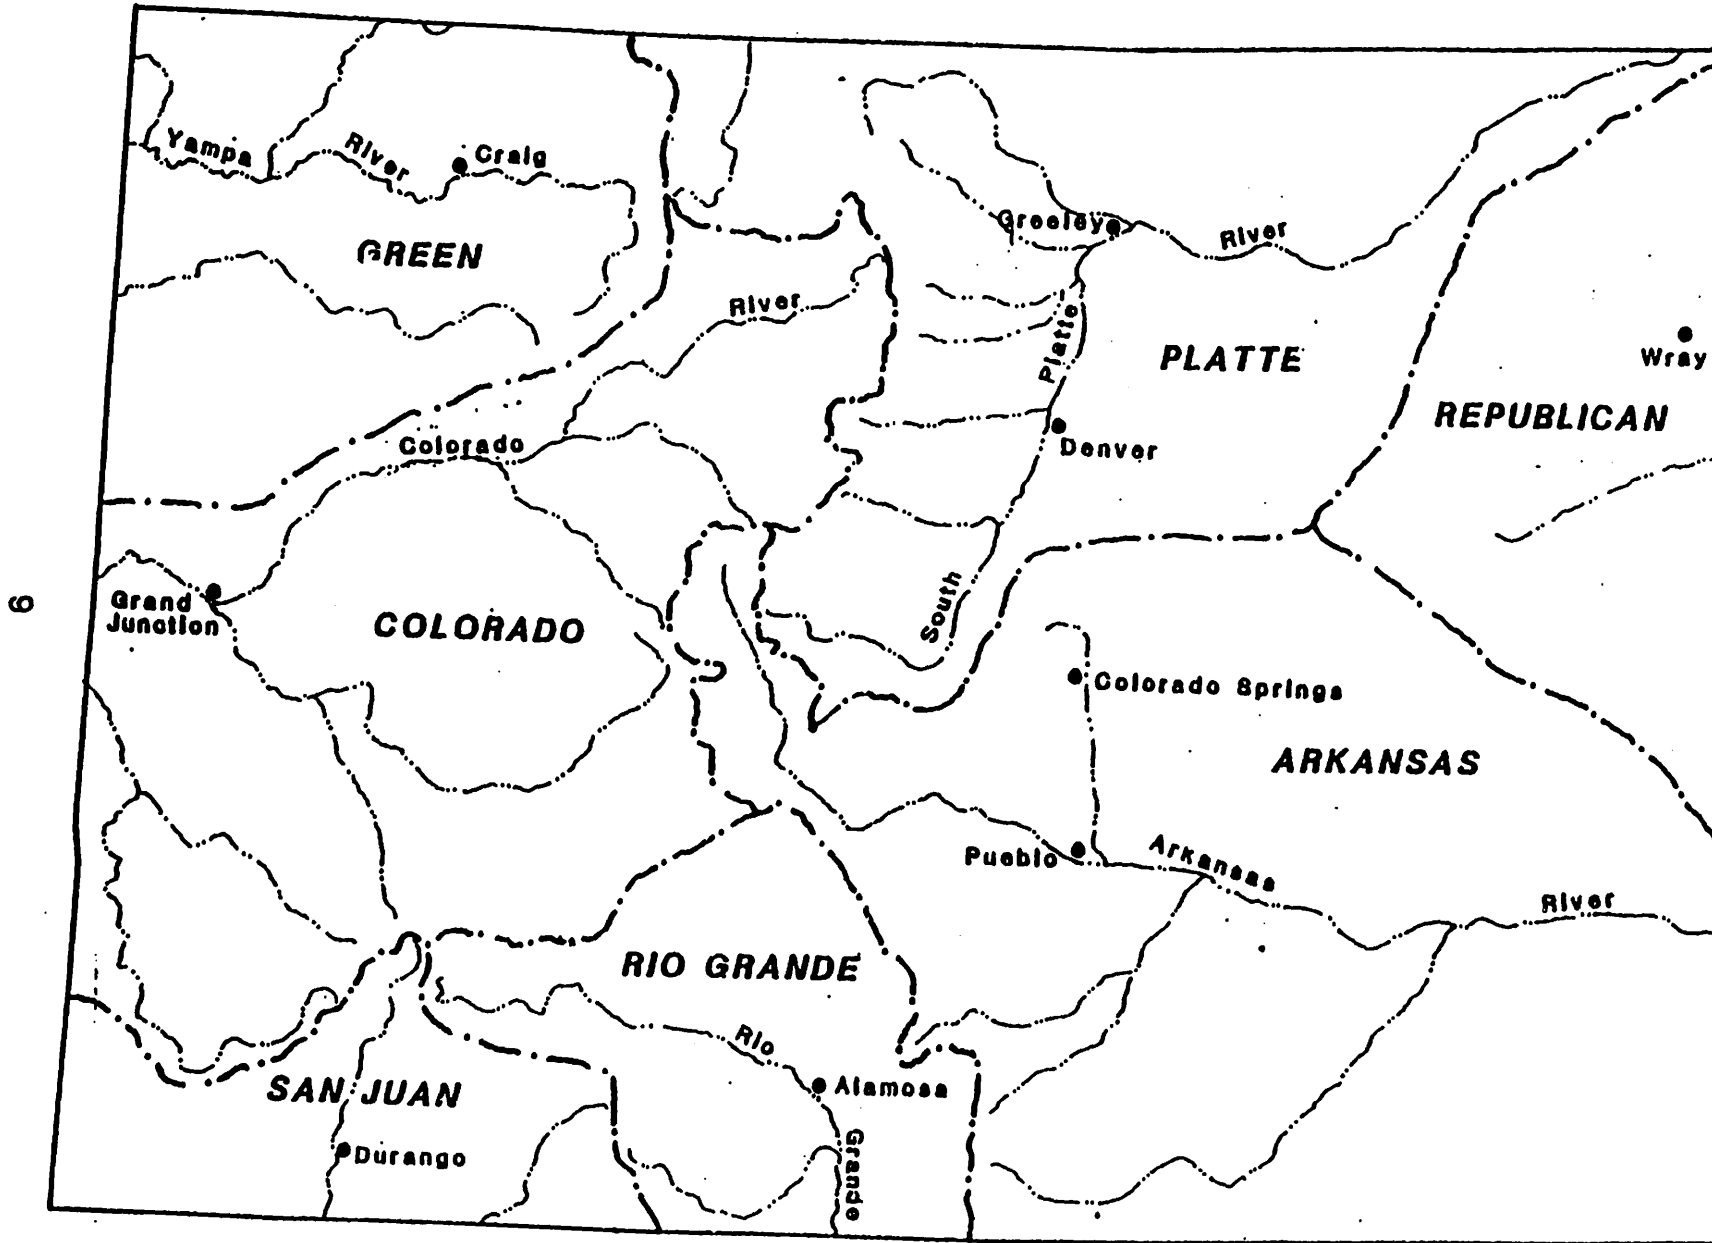 Yampa
River
Craig
GREEN
Greeley
River
River
Platte
PLATTE
Wray
REPUBLICAN
Colorado
Denver
South
9
Grand
Junction
COLORADO
Colorado Springs
ARKANSAS
Pueblo
Arkansas
River
RIO GRANDE
Rio
Alamosa
SAN JUAN
Durango
Grande